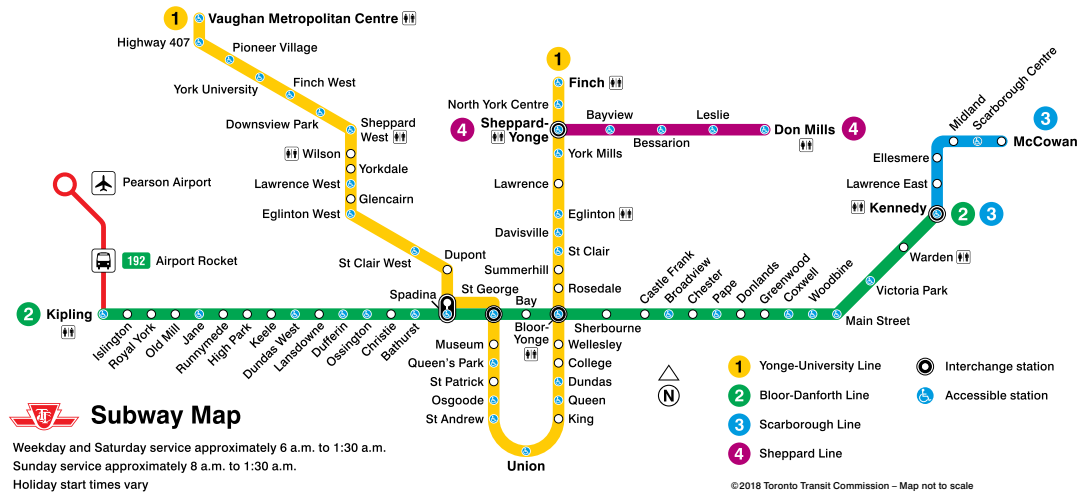 1 Vaughan Metropolitan Centre
Highway 407
Pioneer Village
York University
Finch West
Downsview Park
Sheppard
West
Wilson
Yorkdale
Lawrence West
Glencairn
Eglinton West
St Clair West
Dupont
Spadina
St George
1
Finch
North York Centre
4 Sheppard-
Yonge
Bayview
Bessarion
Leslie
Don Mills 4
York Mills
Lawrence
Eglinton
Davisville
St Clair
Summerhill
Rosedale
Bay
Bloor-
Yonge
Midland
Scarborough Centre
3
McCowan
Ellesmere
Lawrence East
Kennedy 2 3
Warden
Victoria Park
Main Street
Pearson Airport
192 Airport Rocket
2 Kipling
Islington
Royal York
Old Mill
Jane
Runnymede
High Park
Keele
Dundas West
Lansdowne
Dufferin
Ossington
Christie
Bathurst
Sherbourne
Castle Frank
Broadview
Chester
Pape
Donlands
Greenwood
Coxwell
Woodbine
Museum
Queen's Park
St Patrick
Osgoode
St Andrew
Union
Wellesley
College
Dundas
Queen
King
N
1 Yonge-University Line
2 Bloor-Danforth Line
3 Scarborough Line
4 Sheppard Line
Interchange station
Accessible station
TTC
Subway Map
Weekday and Saturday service approximately 6 a.m. to 1:30 a.m.
Sunday service approximately 8 a.m. to 1:30 a.m.
Holiday start times vary
©2018 Toronto Transit Commission – Map not to scale